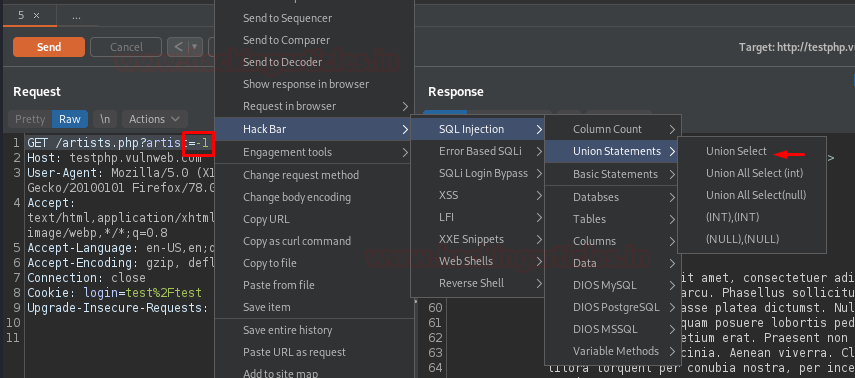 5 ×
...
Send
Cancel
<
Target: http://testphp.vu
Request
Response
Pretty
Raw
\n
Actions
1 GET /artists.php?artist=-1
2 Host: testphp.vulnweb.com
3 User-Agent: Mozilla/5.0 (X1
Gecko/20100101 Firefox/78.0
4 Accept:
text/html,application/xhtml
image/webp,*/*;q=0.8
5 Accept-Language: en-US,en;q
6 Accept-Encoding: gzip, defl
7 Connection: close
8 Cookie: login=test%2Ftest
9 Upgrade-Insecure-Requests:
10
11
Send to Sequencer
Send to Comparer
Send to Decoder
Show response in browser
Request in browser
Hack Bar
Engagement tools
Change request method
Change body encoding
Copy URL
Copy as curl command
Copy to file
Paste from file
Save item
Save entire history
Paste URL as request
Add to site map
SQL Injection
Error Based SQLi
SQLi Login Bypass
XSS
LFI
XXE Snippets
Web Shells
Reverse Shell
Column Count
Union Statements
Basic Statements
Databses
Tables
Columns
Data
DIOS MySQL
DIOS PostgreSQL
DIOS MSSQL
Variable Methods
Union Select
Union All Select (int)
Union All Select(null)
(INT),(INT)
(NULL),(NULL)
>
it amet, consectetuer adi
60 arcu. Phasellus sollicitu
61 asse platea dictumst. Nul
62 quam posuere lobortis ped
63 etium erat. Praesent non
cinia. Aenean viverra. Cl
64 litora torquent per conubia nostra, per ince